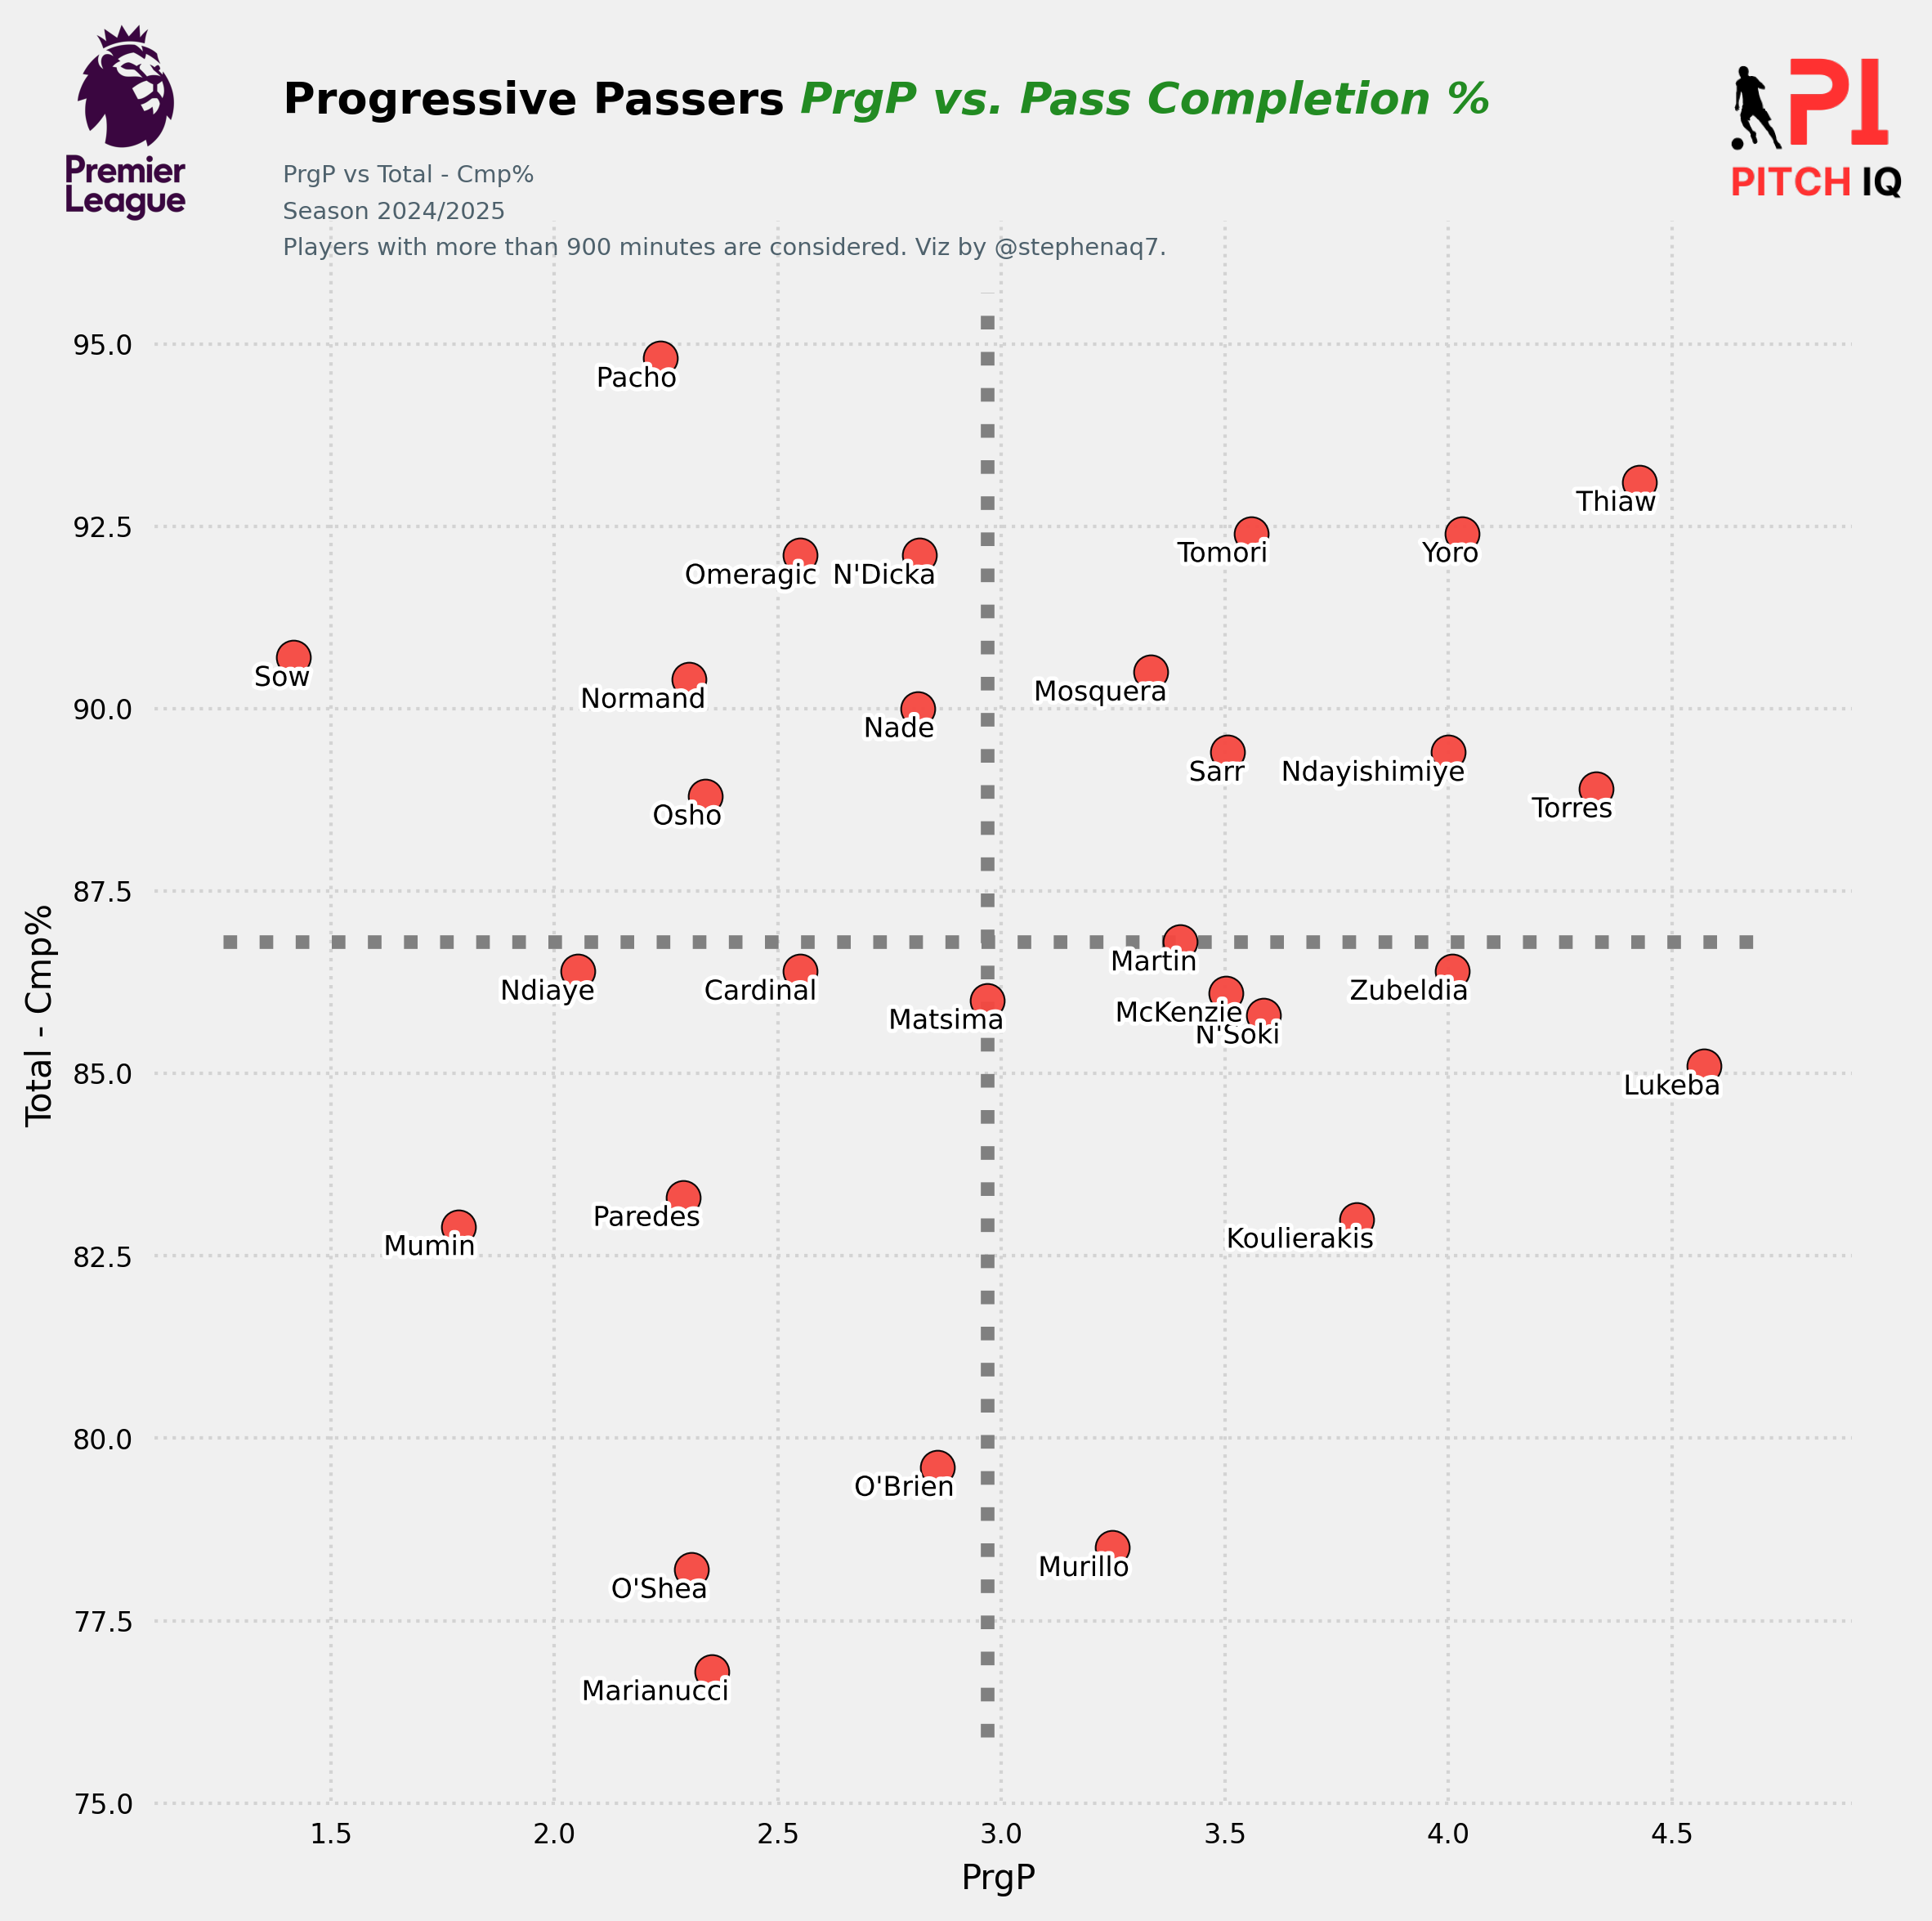 Premier
League
Progressive Passers PrgP vs. Pass Completion %
PI
PITCH IQ
PrgP vs Total - Cmp%
Season 2024/2025
Players with more than 900 minutes are considered. Viz by @stephenaq7.
95.0
Pacho
Thiaw
92.5
Tomori
Yoro
Omeragic
N'Dicka
Sow
Normand
Mosquera
90.0
Nade
Sarr
Ndayishimiye
Osho
Torres
87.5
Martin
Ndiaye
Cardinal
Zubeldia
Matsima
McKenzie
N'Soki
85.0
Lukeba
Paredes
Mumin
Koulierakis
82.5
80.0
O'Brien
Murillo
O'Shea
77.5
Marianucci
75.0
Total - Cmp%
1.5 2.0 2.5 3.0 3.5 4.0 4.5
PrgP